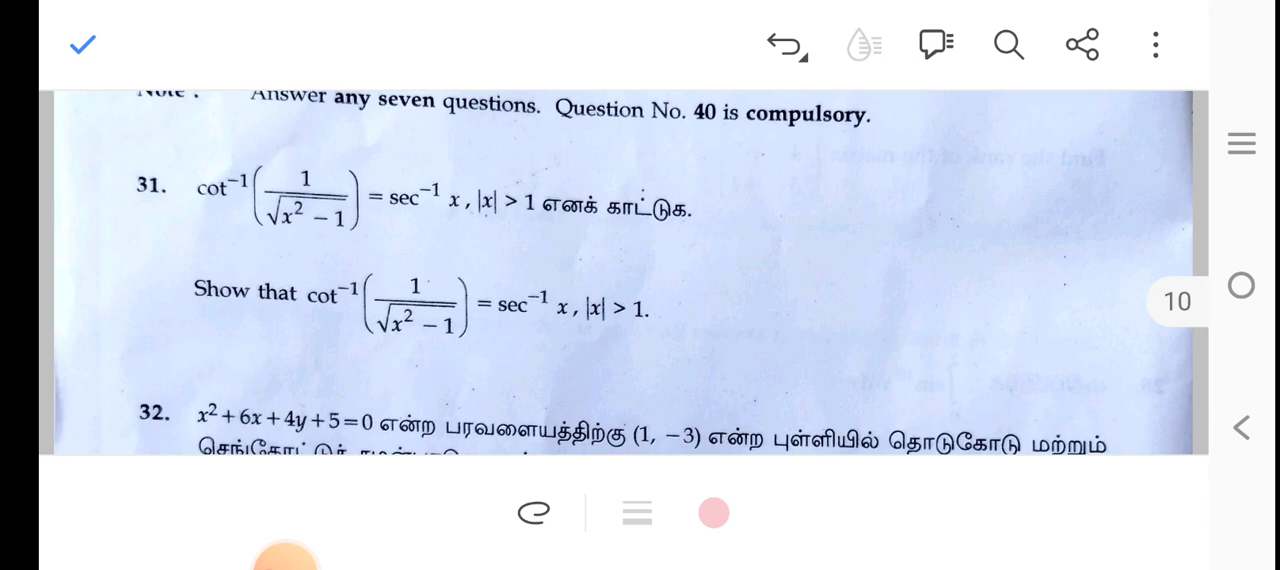 Note : Answer any seven questions. Question No. 40 is compulsory.
31. cot⁻¹(1/√(x² − 1)) = sec⁻¹ x, |x| > 1 எனக் காட்டுக.
Show that cot⁻¹(1/√(x² − 1)) = sec⁻¹ x, |x| > 1.
10
32. x² + 6x + 4y + 5 = 0 என்ற பரவளையத்திற்கு (1, −3) என்ற புள்ளியில் தொடுகோடு மற்றும்